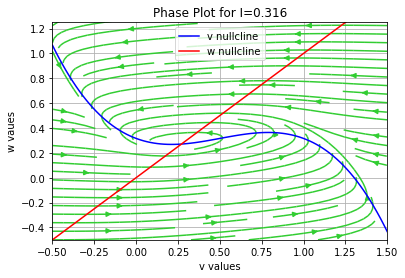 Phase Plot for I=0.316
v nullcline
w nullcline
1.2
1.0
0.8
0.6
0.4
0.2
0.0
−0.2
−0.4
w values
−0.50 −0.25 0.00 0.25 0.50 0.75 1.00 1.25 1.50
v values